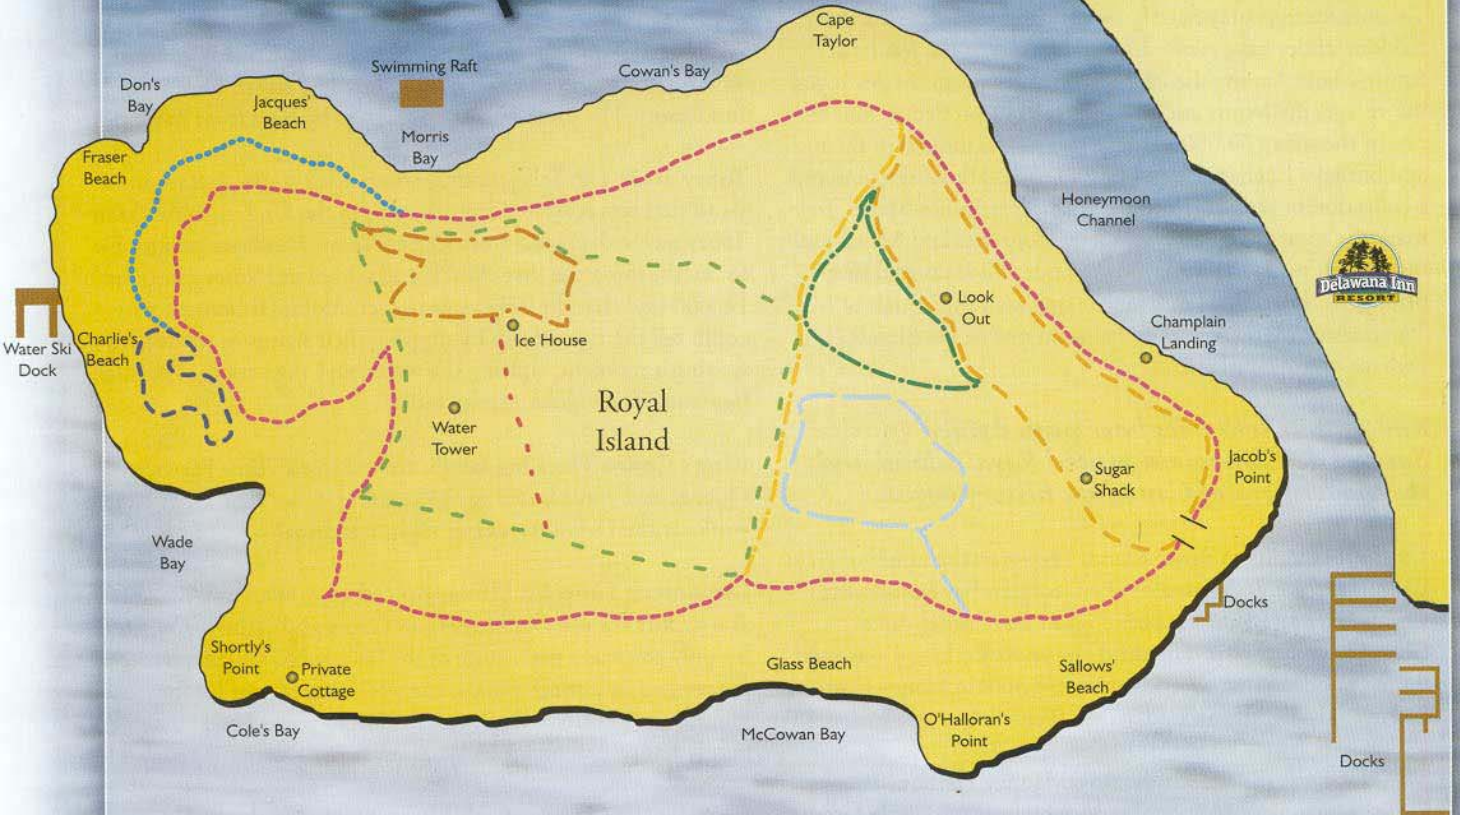 Cape
Taylor
Swimming Raft
Cowan's Bay
Don's
Bay
Jacques'
Beach
Morris
Bay
Fraser
Beach
Honeymoon
Channel
Delawana Inn
RESORT
Look
Out
Champlain
Landing
Ice House
Water Ski
Dock
Charlie's
Beach
Royal
Island
Water
Tower
Sugar
Shack
Jacob's
Point
Wade
Bay
Docks
Shortly's
Point
Private
Cottage
Glass Beach
Sallows'
Beach
Cole's Bay
McCowan Bay
O'Halloran's
Point
Docks